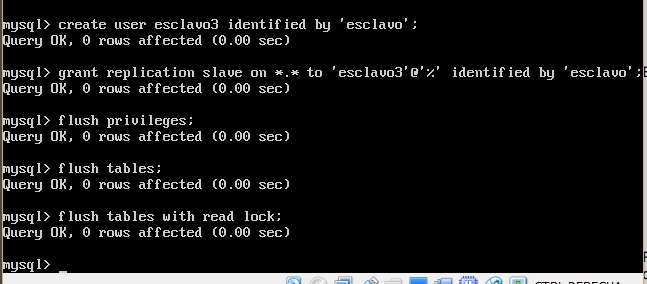 mysql> create user esclavo3 identified by 'esclavo';
Query OK, 0 rows affected (0.00 sec)
mysql> grant replication slave on *.* to 'esclavo3'@'%' identified by 'esclavo';
Query OK, 0 rows affected (0.00 sec)
mysql> flush privileges;
Query OK, 0 rows affected (0.00 sec)
mysql> flush tables;
Query OK, 0 rows affected (0.00 sec)
mysql> flush tables with read lock;
Query OK, 0 rows affected (0.00 sec)
mysql> _
CTRL DERECHA